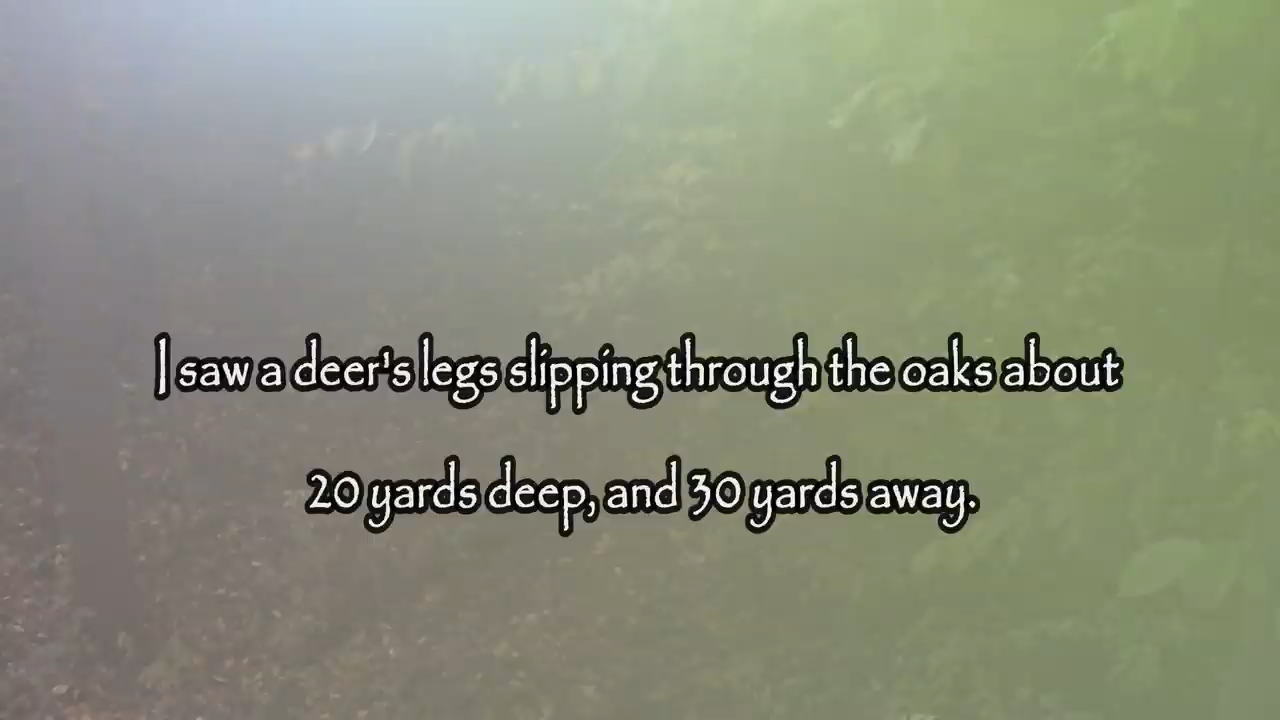 I saw a deer's legs slipping through the oaks about
20 yards deep, and 30 yards away.